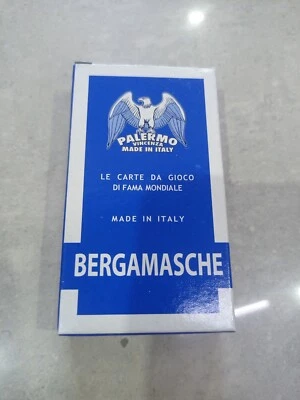 PALERMO
VINCENZA
MADE IN ITALY
LE CARTE DA GIOCO
DI FAMA MONDIALE
MADE IN ITALY
BERGAMASCHE